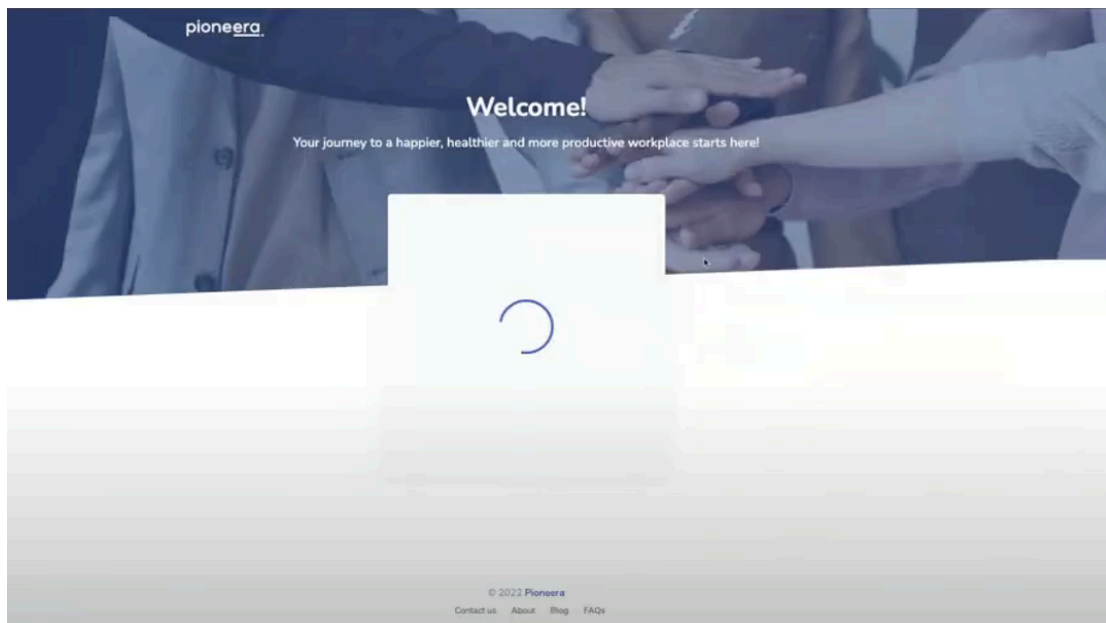 pioneera.
Welcome!
Your journey to a happier, healthier and more productive workplace starts here!
© 2022 Pioneera
Contact us About Blog FAQs